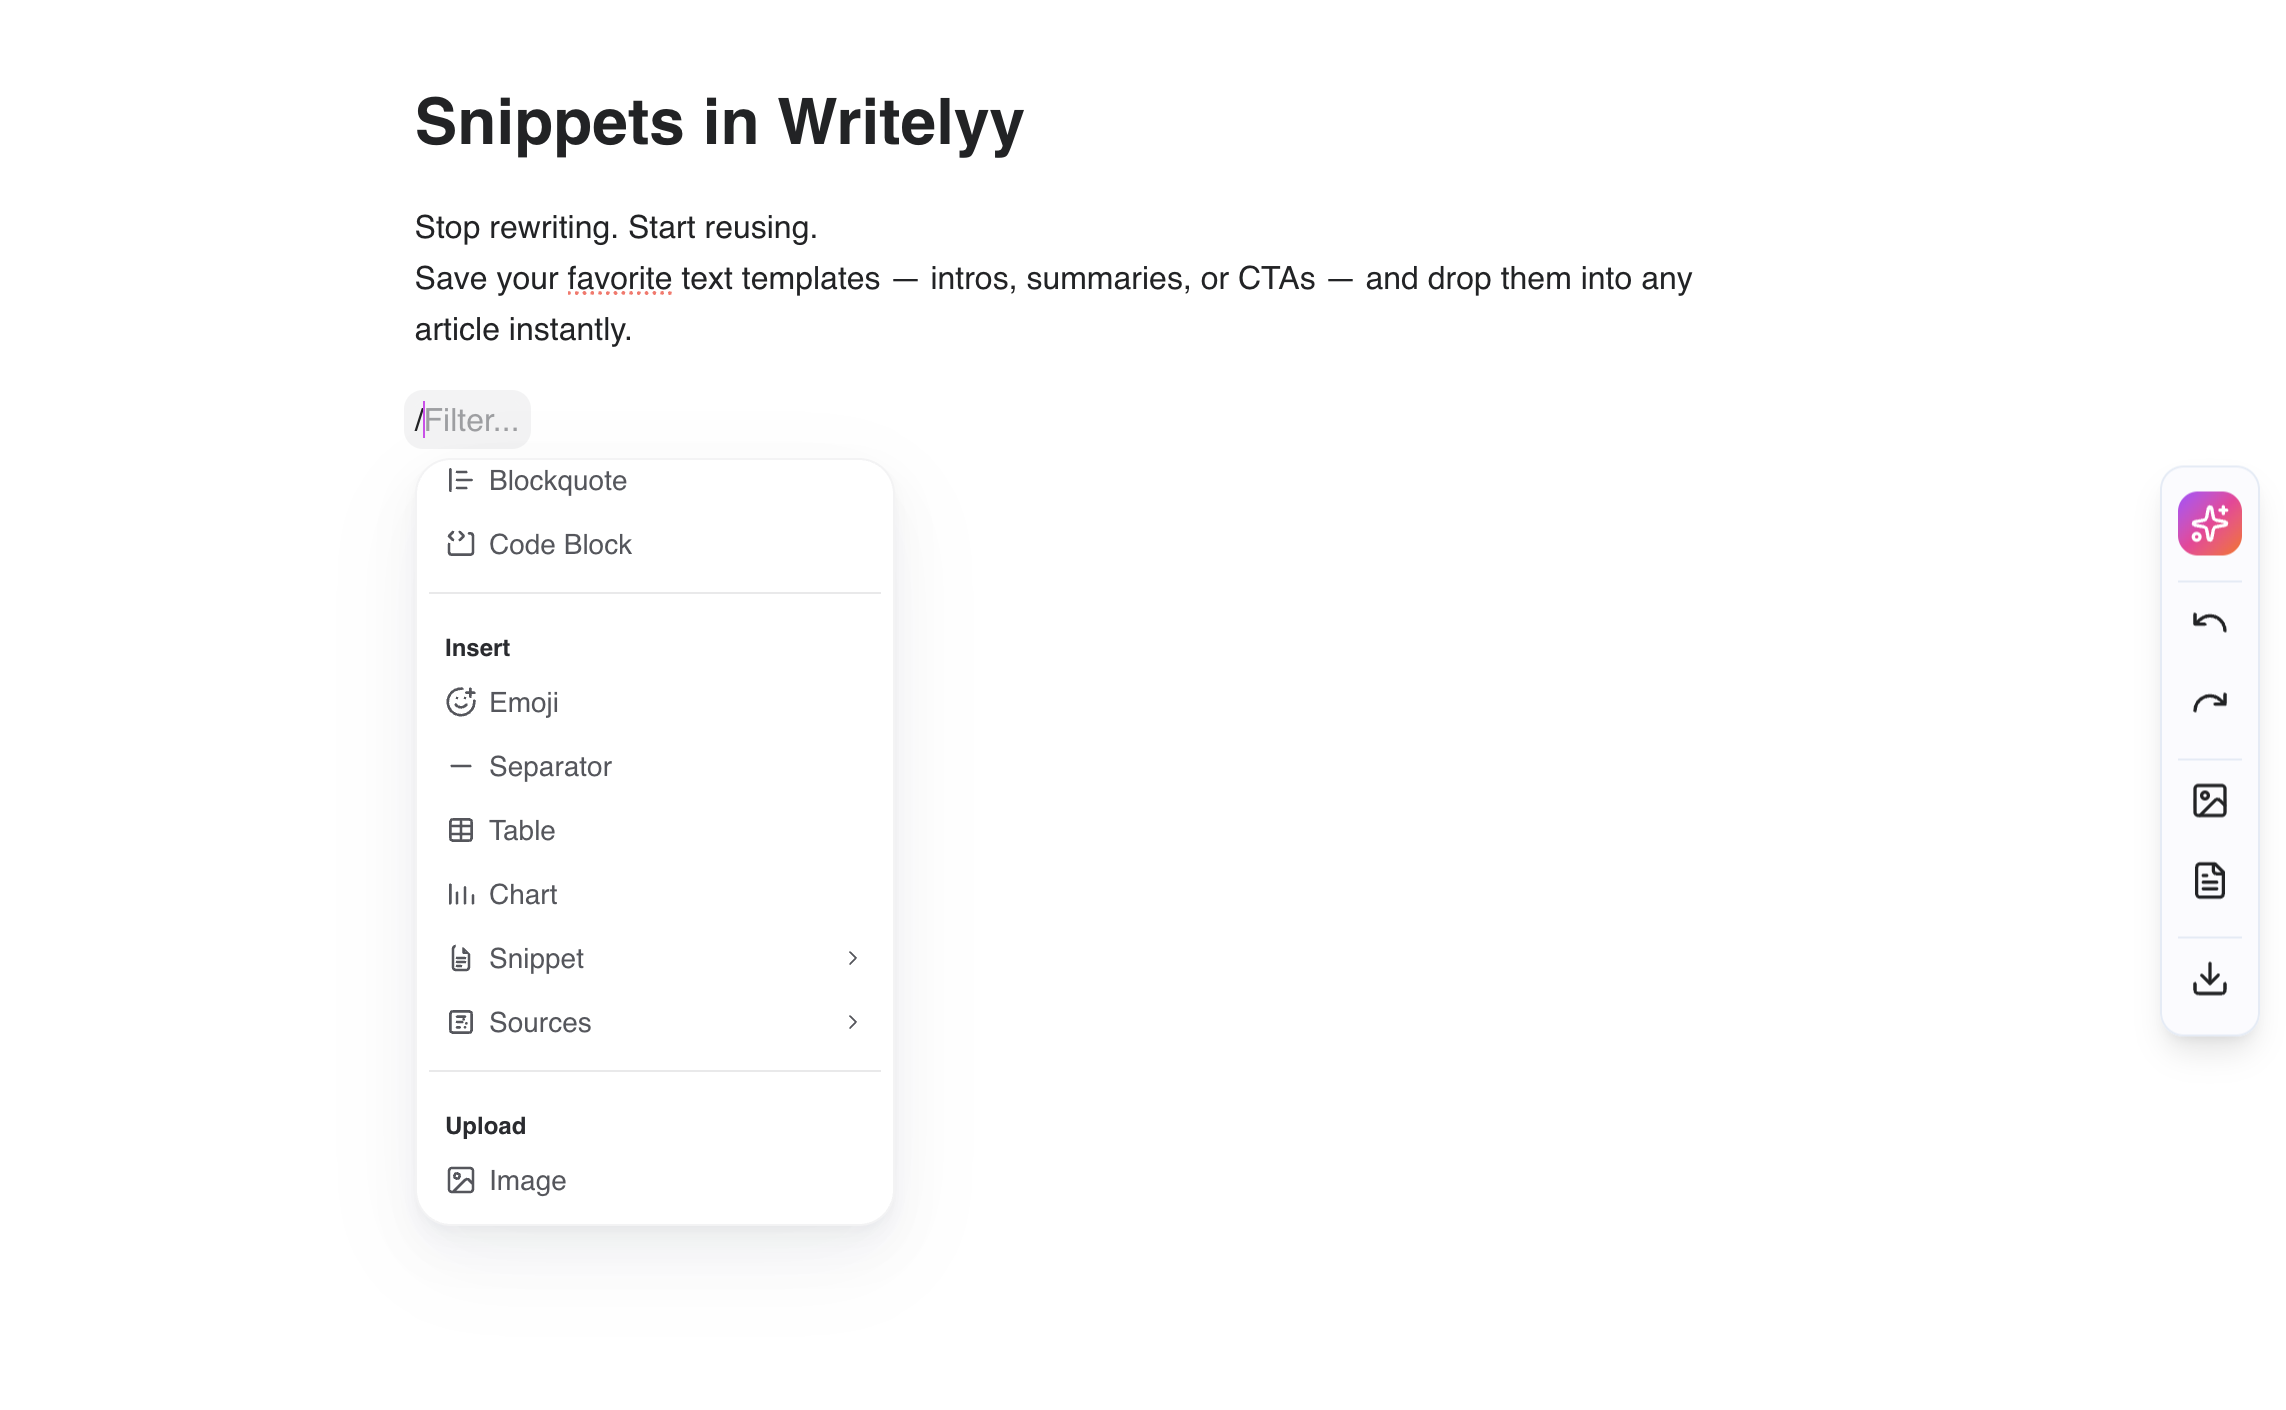 Snippets in Writelyy
Stop rewriting. Start reusing.
Save your favorite text templates — intros, summaries, or CTAs — and drop them into any
article instantly.
/Filter...
Blockquote
Code Block
Insert
Emoji
Separator
Table
Chart
Snippet
Sources
Upload
Image